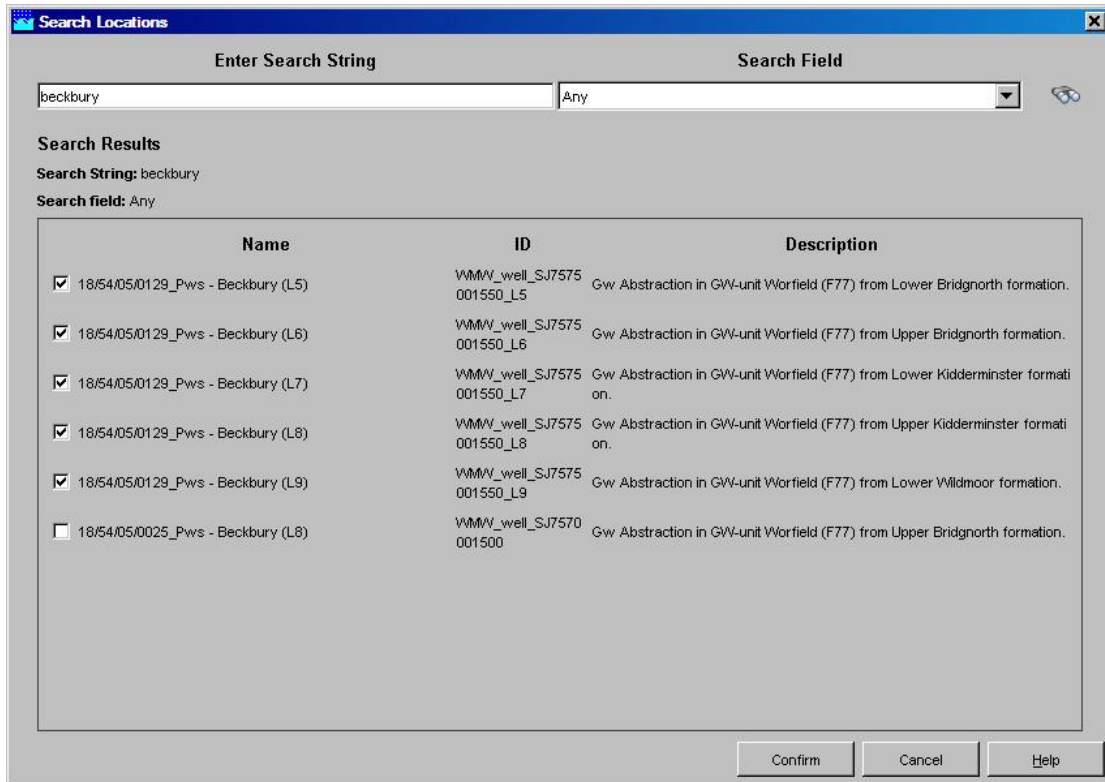 Search Locations
Enter Search String Search Field
beckbury Any
Search Results
Search String: beckbury
Search field: Any
Name ID Description
18/54/05/0129_Pws - Beckbury (L5) WMW_well_SJ7575 Gw Abstraction in GW-unit Worfield (F77) from Lower Bridgnorth formation.
001550_L5
18/54/05/0129_Pws - Beckbury (L6) WMW_well_SJ7575 Gw Abstraction in GW-unit Worfield (F77) from Upper Bridgnorth formation.
001550_L6
18/54/05/0129_Pws - Beckbury (L7) WMW_well_SJ7575 Gw Abstraction in GW-unit Worfield (F77) from Lower Kidderminster formati
001550_L7 on.
18/54/05/0129_Pws - Beckbury (L8) WMW_well_SJ7575 Gw Abstraction in GW-unit Worfield (F77) from Upper Kidderminster formati
001550_L8 on.
18/54/05/0129_Pws - Beckbury (L9) WMW_well_SJ7575 Gw Abstraction in GW-unit Worfield (F77) from Lower Wildmoor formation.
001550_L9
18/54/05/0025_Pws - Beckbury (L8) WMW_well_SJ7570 Gw Abstraction in GW-unit Worfield (F77) from Upper Bridgnorth formation.
001500
Confirm Cancel Help